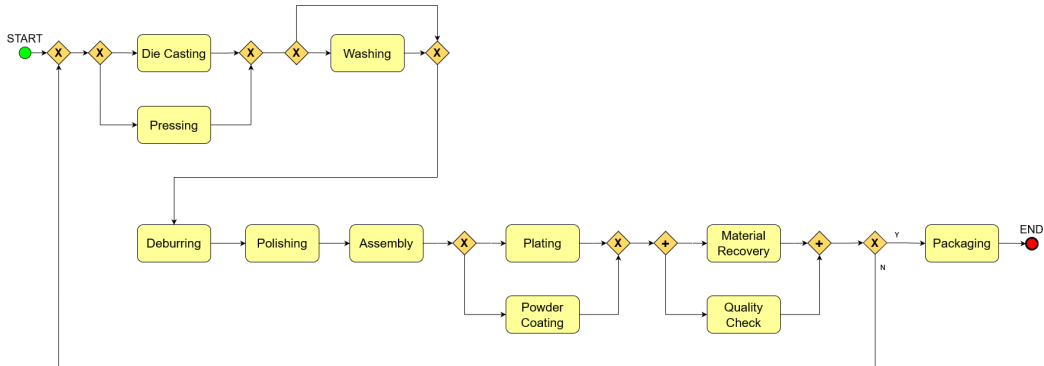 START
X
X
Die Casting
X
X
Washing
X
Pressing
Deburring
Polishing
Assembly
X
Plating
X
+
Material
Recovery
+
X
Y
Packaging
END
N
Powder
Coating
Quality
Check